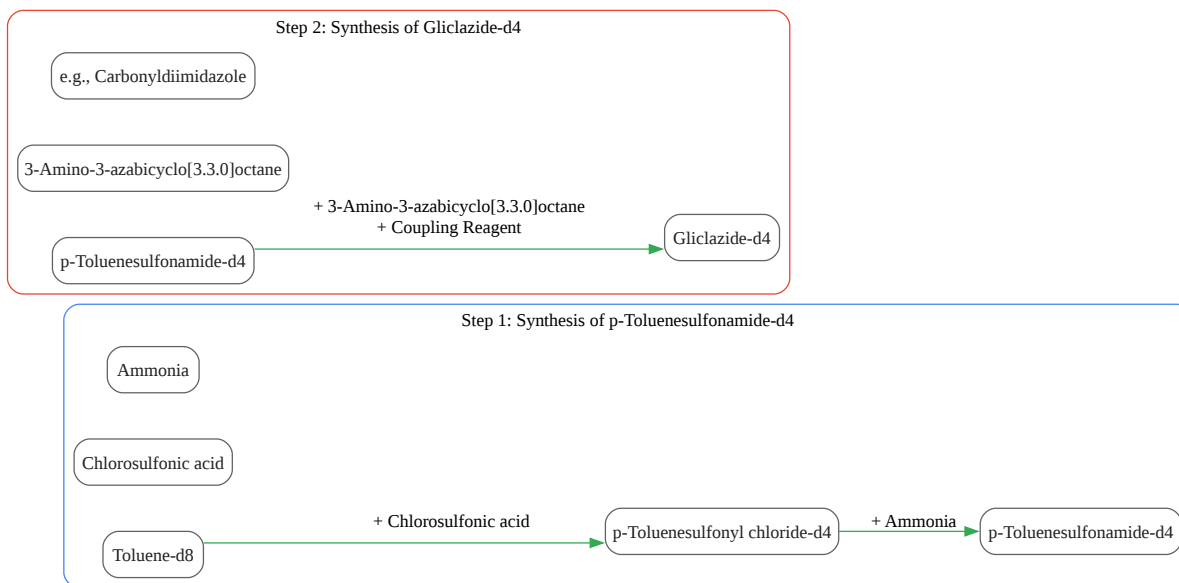 Step 2: Synthesis of Gliclazide-d4
e.g., Carbonyldiimidazole
3-Amino-3-azabicyclo[3.3.0]octane
+ 3-Amino-3-azabicyclo[3.3.0]octane
+ Coupling Reagent
p-Toluenesulfonamide-d4
Gliclazide-d4
Step 1: Synthesis of p-Toluenesulfonamide-d4
Ammonia
Chlorosulfonic acid
Toluene-d8
+ Chlorosulfonic acid
p-Toluenesulfonyl chloride-d4
+ Ammonia
p-Toluenesulfonamide-d4